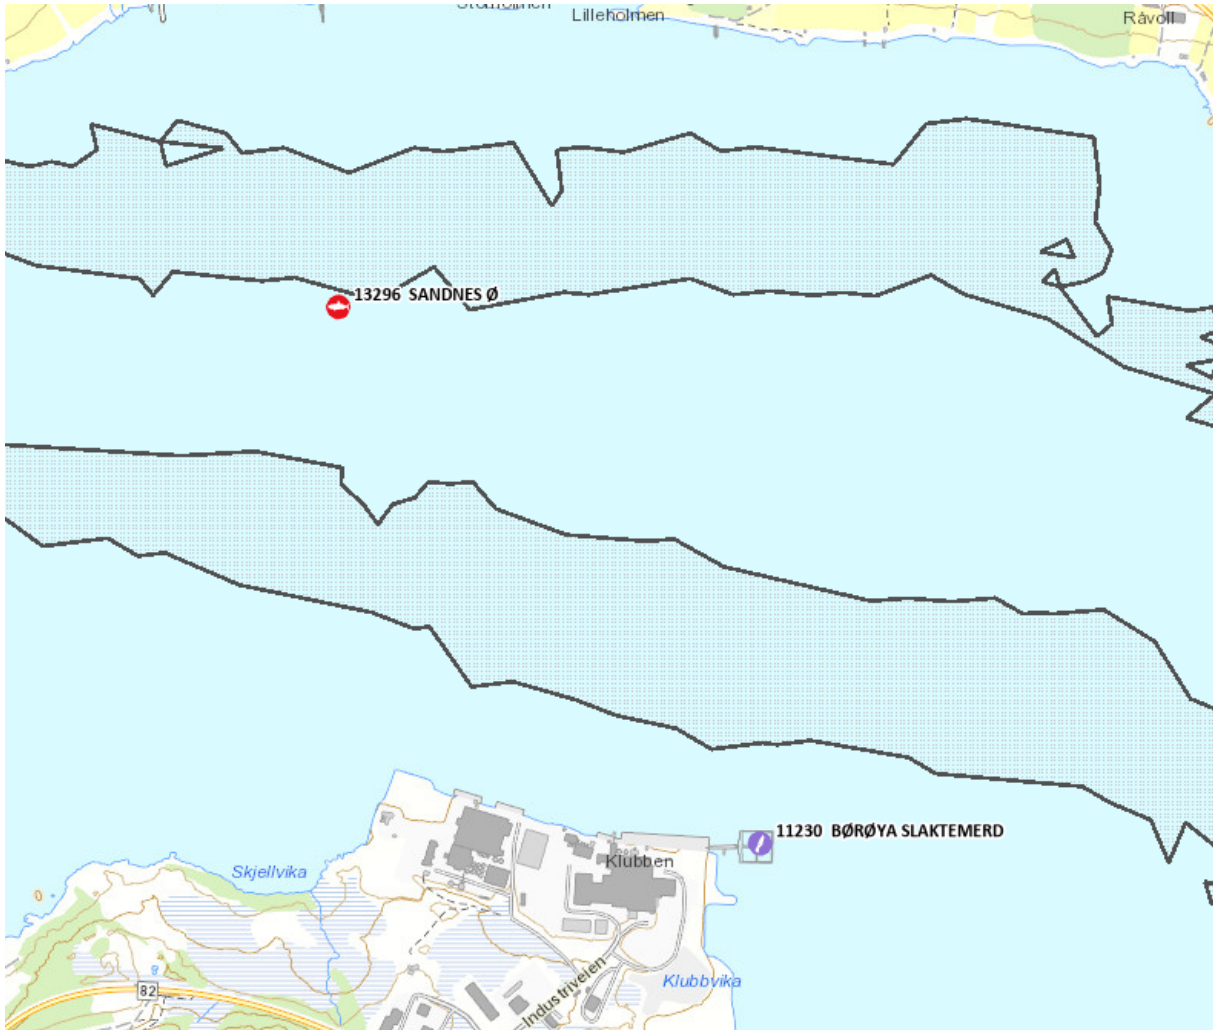 Lilleholmen
Råvoll
13296 SANDNES Ø
11230 BØRØYA SLAKTEMERD
Klubben
Skjellvika
Klubbvika
Industriveien
82